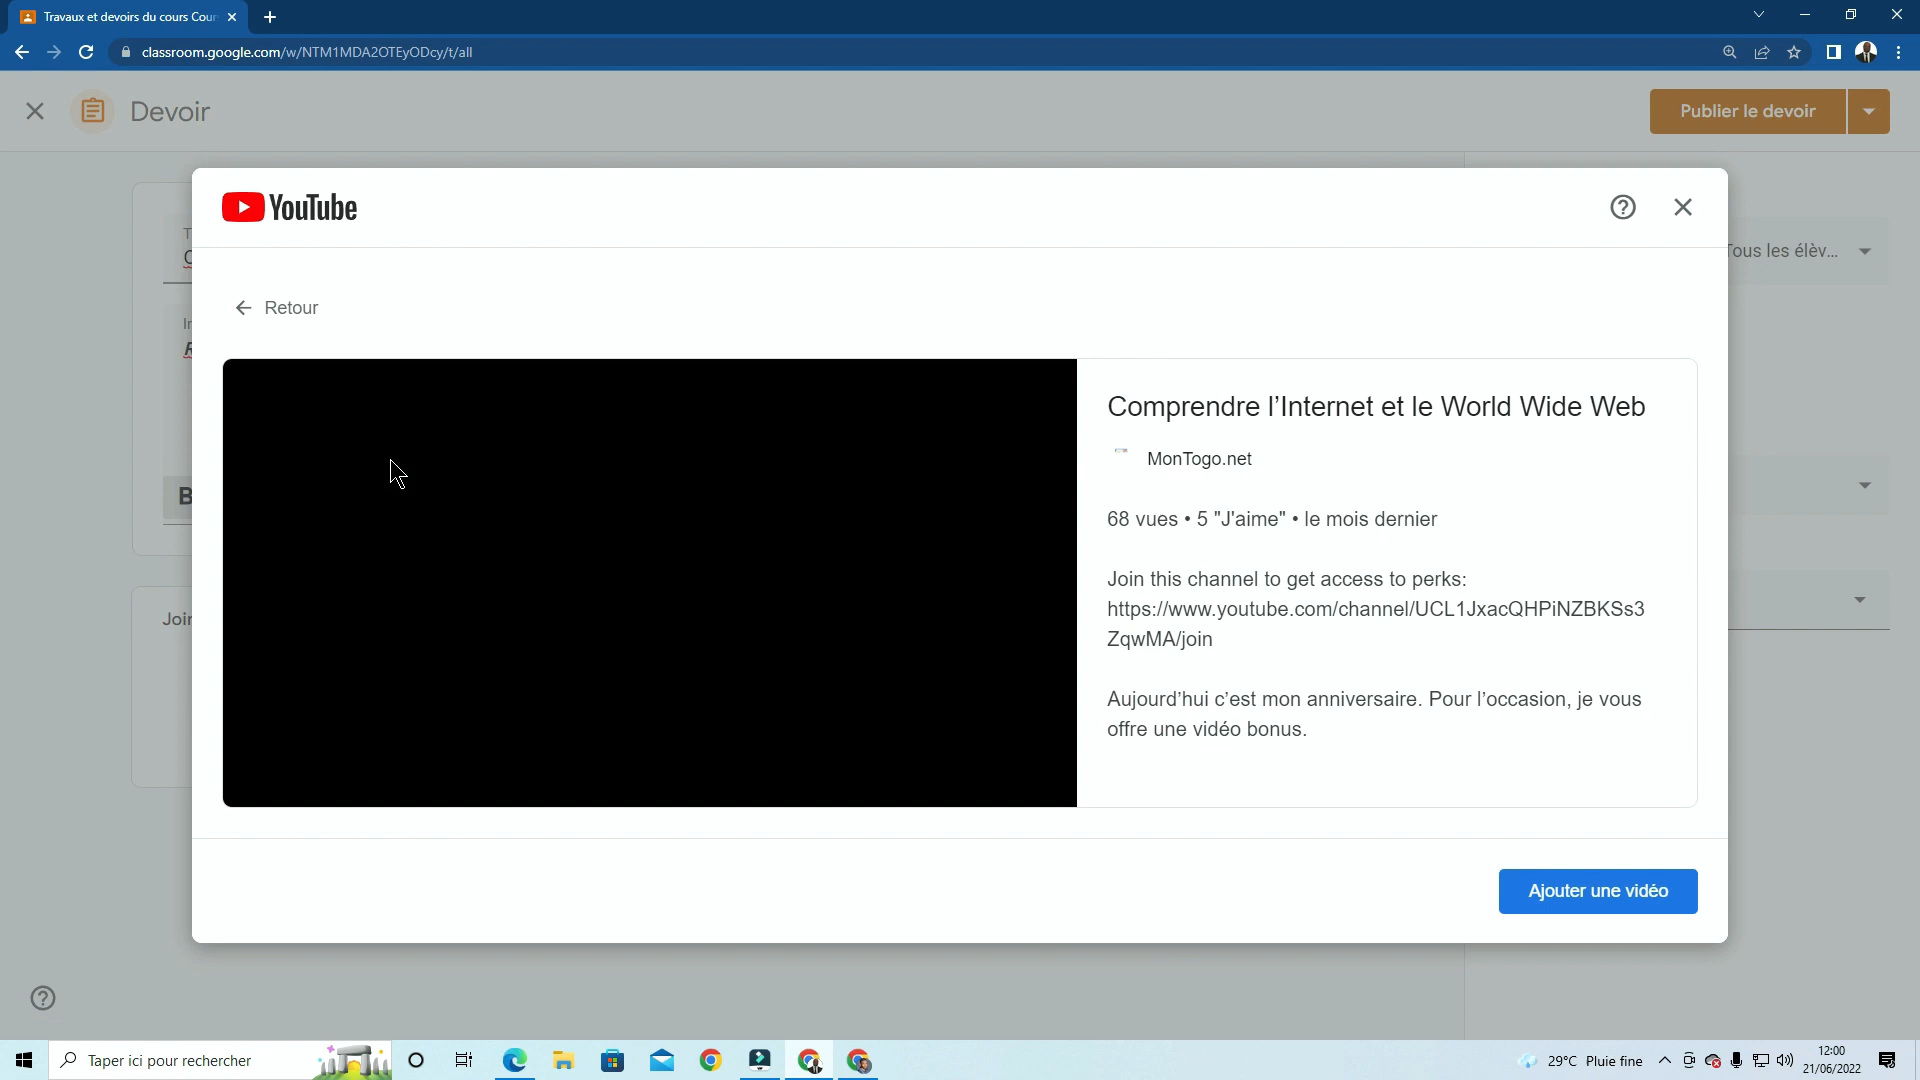 Travaux et devoirs du cours Cour
classroom.google.com/w/NTM1MDA2OTEyODcy/t/all
Devoir
Publier le devoir
YouTube
Tous les élèv...
Retour
Comprendre l’Internet et le World Wide Web
MonTogo.net
68 vues • 5 "J'aime" • le mois dernier
Join this channel to get access to perks:
https://www.youtube.com/channel/UCL1JxacQHPiNZBKSs3
ZqwMA/join
Aujourd’hui c’est mon anniversaire. Pour l’occasion, je vous
offre une vidéo bonus.
B
Join
Ajouter une vidéo
Taper ici pour rechercher
29°C Pluie fine
12:00
21/06/2022